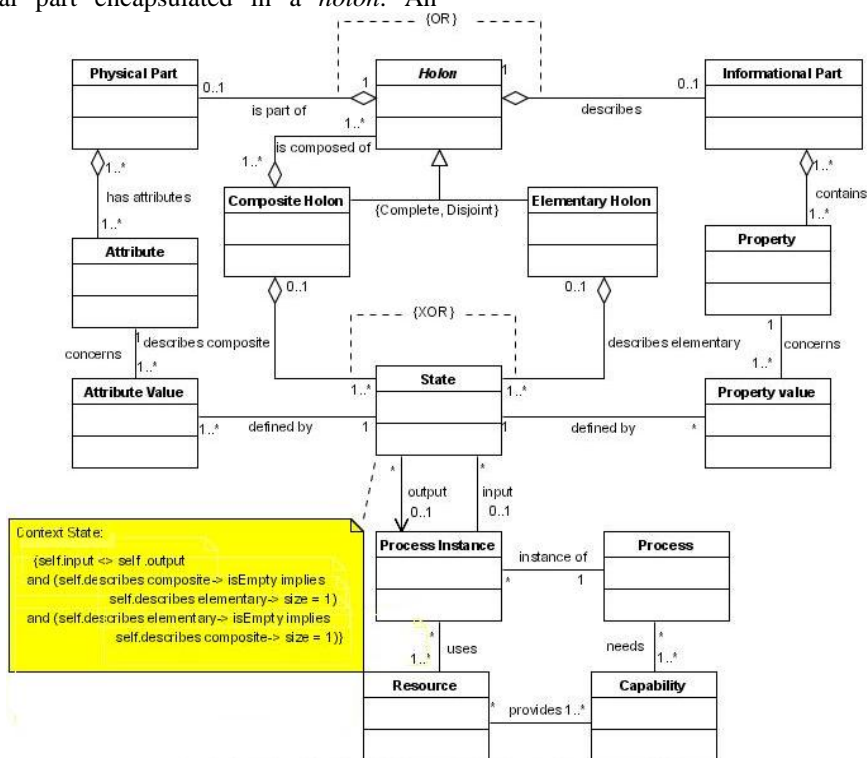 al part encapsulated in a holon. An
{OR}
Physical Part
Holon
Informational Part
0..1
1
1
0..1
is part of
describes
1..*
is composed of
1..*
1..*
1..*
has attributes
Composite Holon
{Complete, Disjoint}
Elementary Holon
contains
1..*
1..*
Attribute
Property
0..1
0..1
{XOR}
1
describes composite
describes elementary
1
concerns
concerns
1..*
1..*
State
1..*
1..*
Attribute Value
Property value
1..*
defined by
1
1
defined by
*
*
*
output
input
0..1
0..1
Context State:
{self.input <> self .output
and (self.describes composite-> isEmpty implies
self.describes elementary-> size = 1)
and (self.describes elementary-> isEmpty implies
self.describes composite-> size = 1)}
Process Instance
instance of
Process
*
1
*
uses
1..*
*
needs
1..*
Resource
Capability
*
provides
1..*